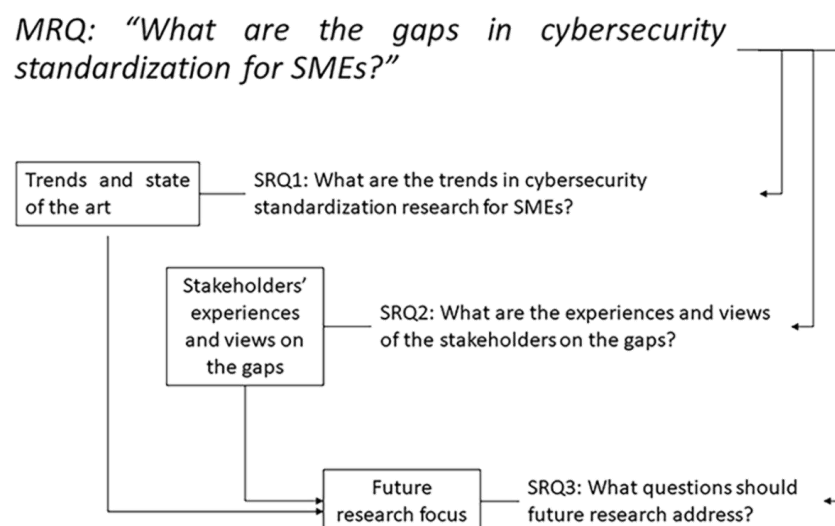 MRQ: “What are the gaps in cybersecurity
standardization for SMEs?”
Trends and state
of the art
SRQ1: What are the trends in cybersecurity
standardization research for SMEs?
Stakeholders’
experiences
and views on
the gaps
SRQ2: What are the experiences and views
of the stakeholders on the gaps?
Future
research focus
SRQ3: What questions should
future research address?